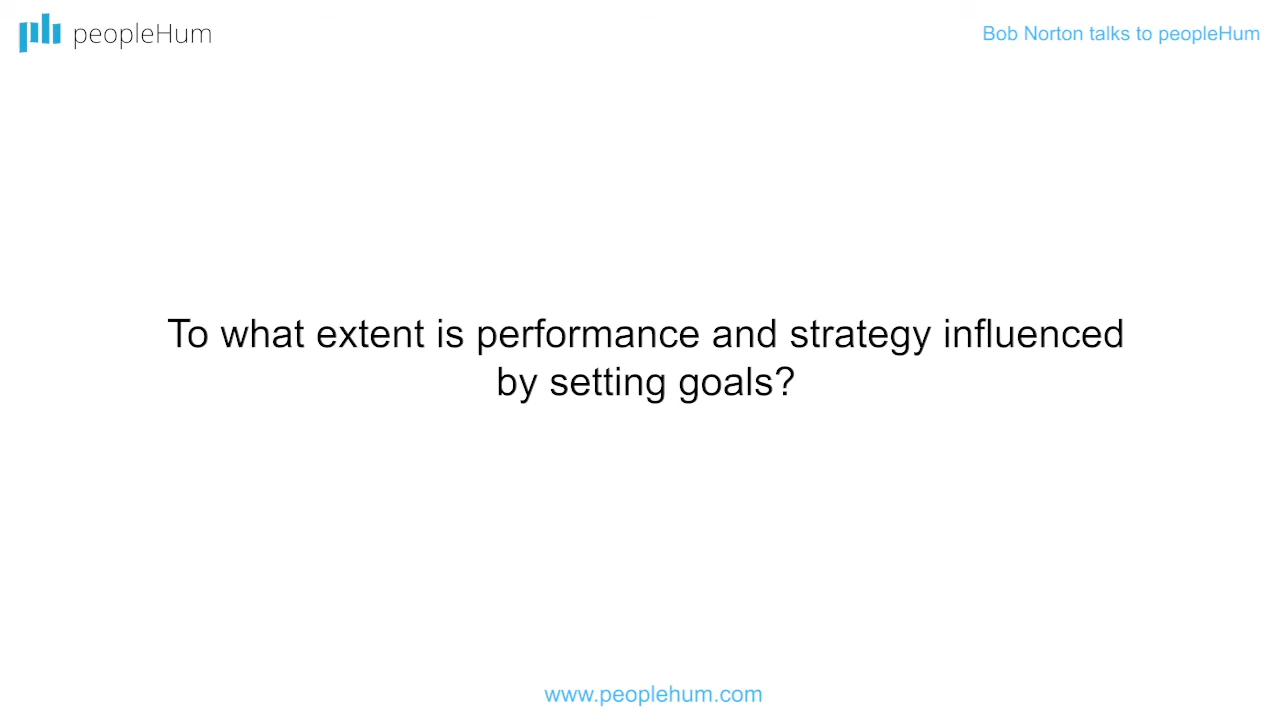 peopleHum
Bob Norton talks to peopleHum
To what extent is performance and strategy influenced
by setting goals?
www.peoplehum.com